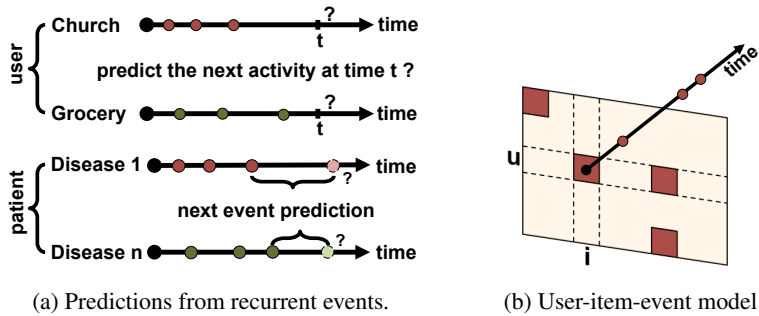 user
Church
?
time
t
predict the next activity at time t ?
Grocery
?
time
t
patient
Disease 1
?
time
next event prediction
Disease n
?
time
(a) Predictions from recurrent events.
time
u
i
(b) User-item-event model